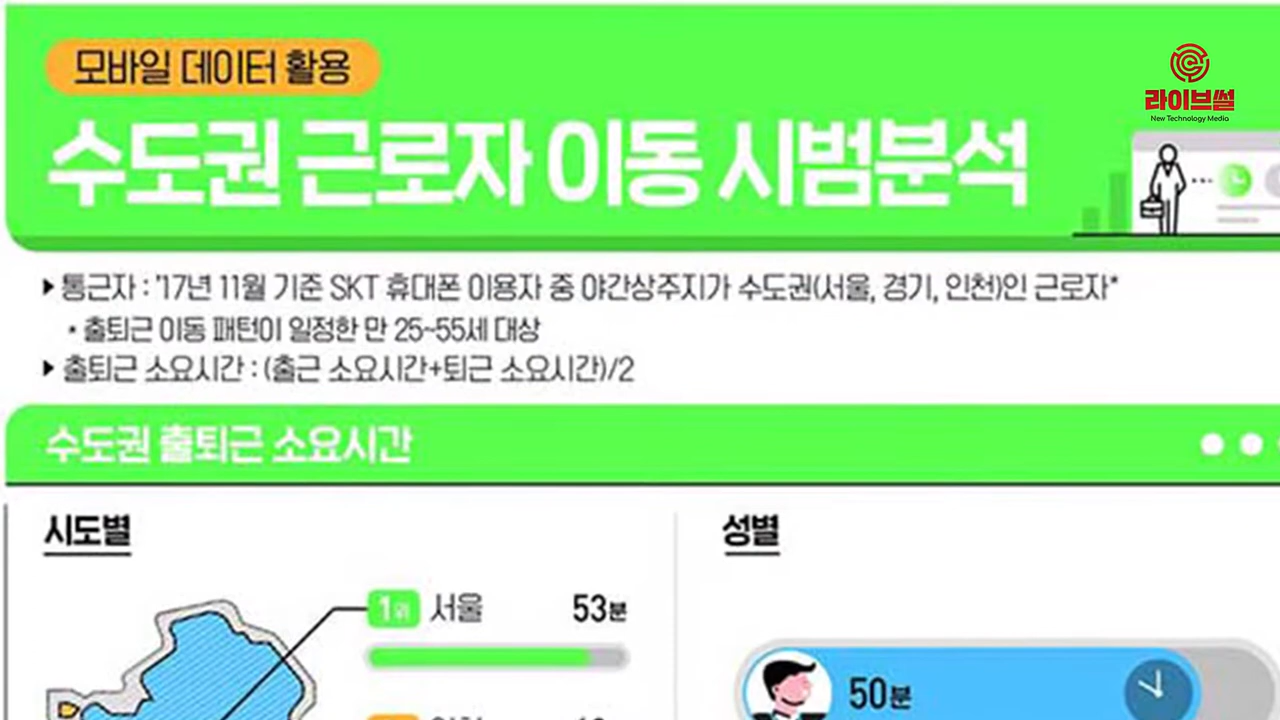 모바일 데이터 활용
라이브썰
New Technology Media
수도권 근로자 이동 시범분석
▶ 통근자 : '17년 11월 기준 SKT 휴대폰 이용자 중 야간상주지가 수도권(서울, 경기, 인천)인 근로자*
* 출퇴근 이동 패턴이 일정한 만 25~55세 대상
▶ 출퇴근 소요시간 : (출근 소요시간+퇴근 소요시간)/2
수도권 출퇴근 소요시간
시도별
성별
1위 서울 53분
50분